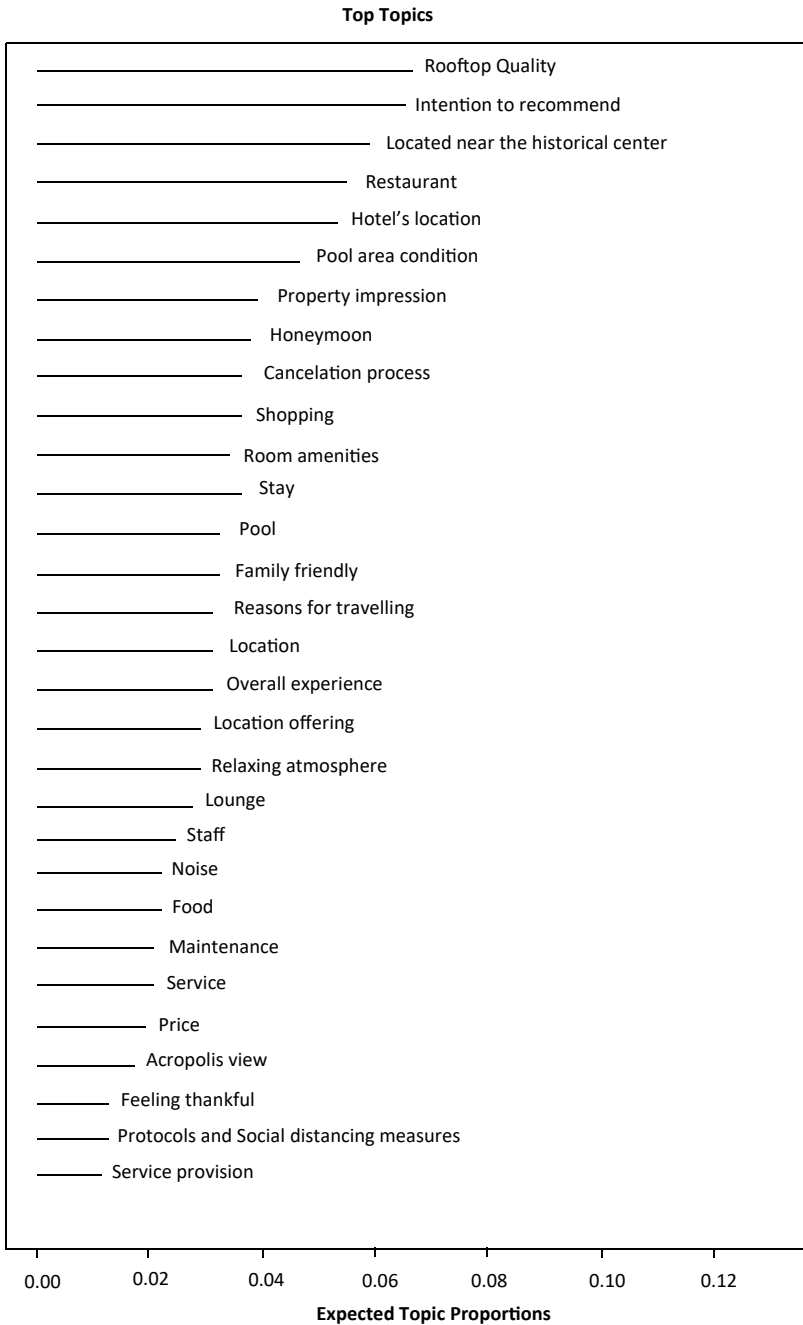 Top Topics
Rooftop Quality
Intention to recommend
Located near the historical center
Restaurant
Hotel's location
Pool area condition
Property impression
Honeymoon
Cancelation process
Shopping
Room amenities
Stay
Pool
Family friendly
Reasons for travelling
Location
Overall experience
Location offering
Relaxing atmosphere
Lounge
Staff
Noise
Food
Maintenance
Service
Price
Acropolis view
Feeling thankful
Protocols and Social distancing measures
Service provision
0.00 0.02 0.04 0.06 0.08 0.10 0.12
Expected Topic Proportions